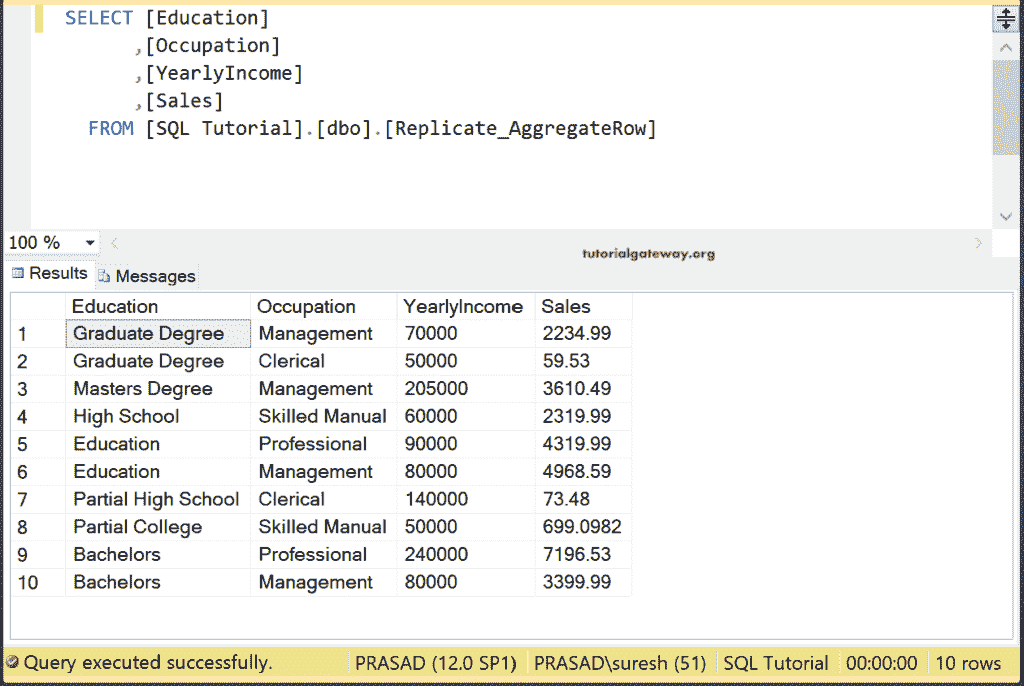 SELECT [Education]
,[Occupation]
,[YearlyIncome]
,[Sales]
FROM [SQL Tutorial].[dbo].[Replicate_AggregateRow]
100 %
tutorialgateway.org
Results Messages
Education Occupation YearlyIncome Sales
1 Graduate Degree Management 70000 2234.99
2 Graduate Degree Clerical 50000 59.53
3 Masters Degree Management 205000 3610.49
4 High School Skilled Manual 60000 2319.99
5 Education Professional 90000 4319.99
6 Education Management 80000 4968.59
7 Partial High School Clerical 140000 73.48
8 Partial College Skilled Manual 50000 699.0982
9 Bachelors Professional 240000 7196.53
10 Bachelors Management 80000 3399.99
Query executed successfully. PRASAD (12.0 SP1) PRASAD\suresh (51) SQL Tutorial 00:00:00 10 rows